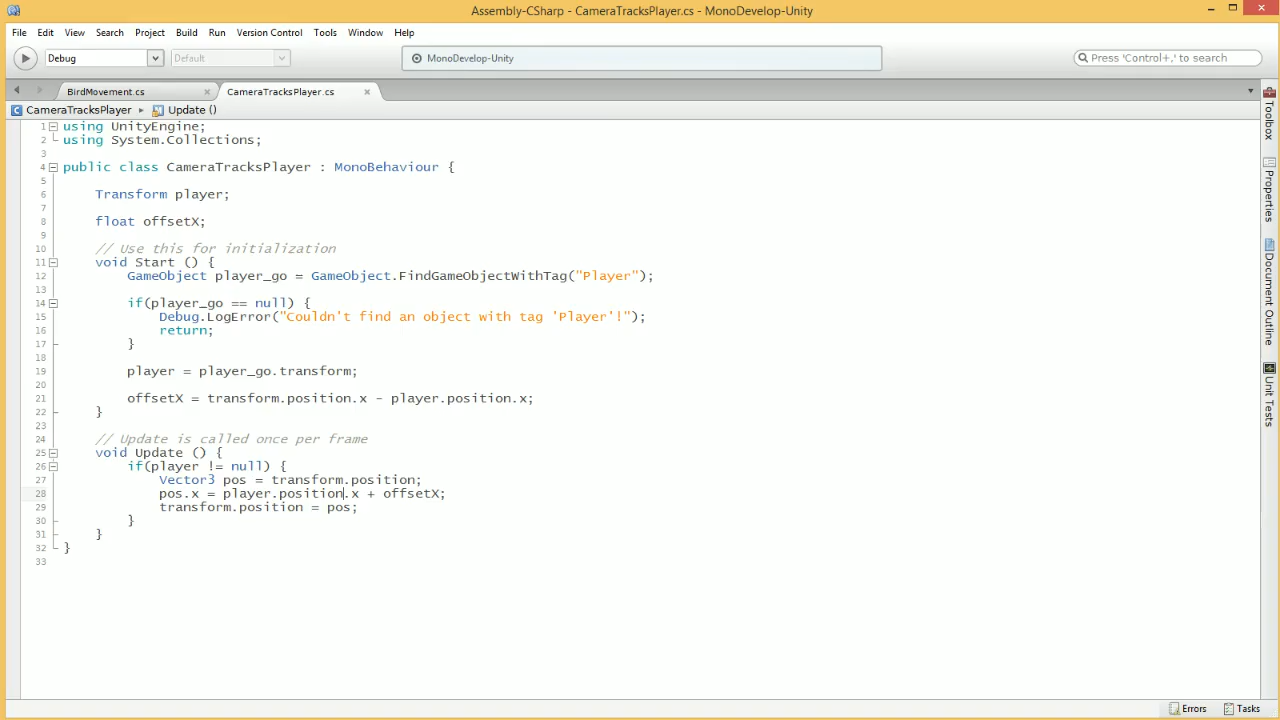 Assembly-CSharp - CameraTracksPlayer.cs - MonoDevelop-Unity
File Edit View Search Project Build Run Version Control Tools Window Help
Debug Default MonoDevelop-Unity Press 'Control+,' to search
BirdMovement.cs CameraTracksPlayer.cs
CameraTracksPlayer Update ()
1 using UnityEngine;
2 using System.Collections;
3
4 public class CameraTracksPlayer : MonoBehaviour {
5
6 Transform player;
7
8 float offsetX;
9
10 // Use this for initialization
11 void Start () {
12 GameObject player_go = GameObject.FindGameObjectWithTag("Player");
13
14 if(player_go == null) {
15 Debug.LogError("Couldn't find an object with tag 'Player'!");
16 return;
17 }
18
19 player = player_go.transform;
20
21 offsetX = transform.position.x - player.position.x;
22 }
23
24 // Update is called once per frame
25 void Update () {
26 if(player != null) {
27 Vector3 pos = transform.position;
28 pos.x = player.position.x + offsetX;
29 transform.position = pos;
30 }
31 }
32 }
33
Toolbox
Properties
Document Outline
Unit Tests
Errors Tasks